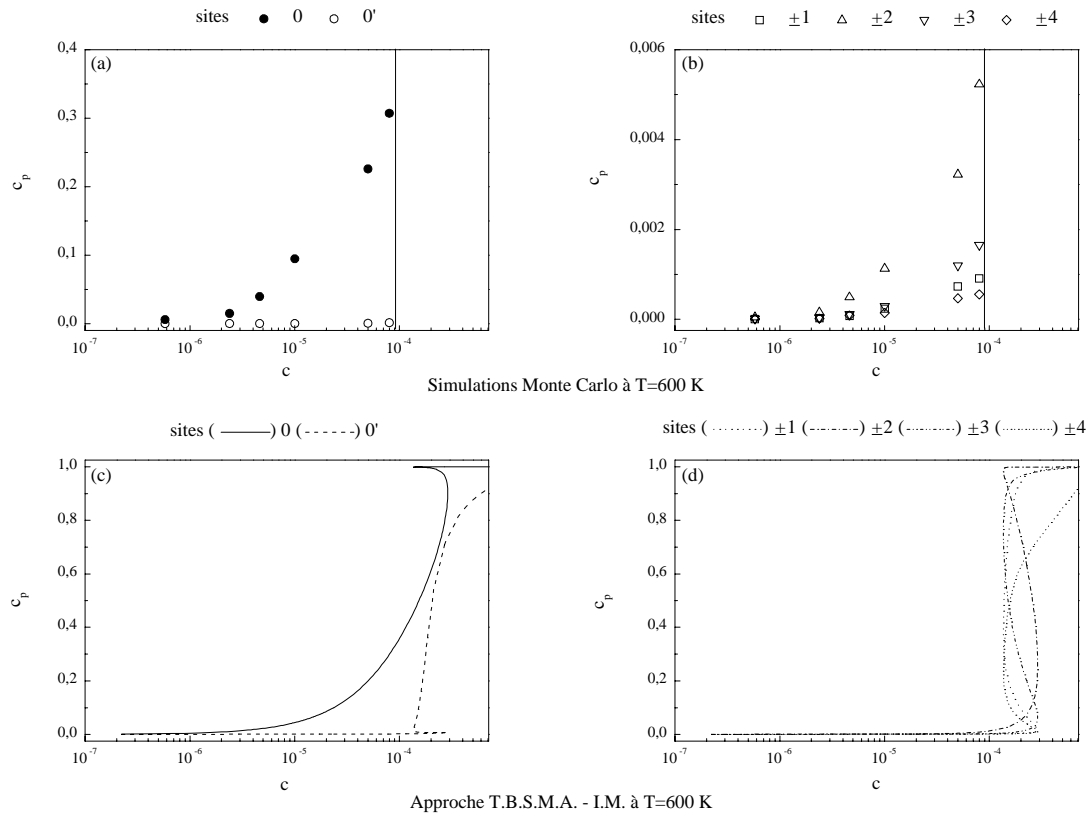 sites ● 0 ○ 0'
sites □ ±1 △ ±2 ▽ ±3 ◇ ±4
(a)
0,4
0,3
0,2
0,1
0,0
c_p
10^-7 10^-6 10^-5 10^-4
c
(b)
0,006
0,004
0,002
0,000
c_p
10^-7 10^-6 10^-5 10^-4
c
Simulations Monte Carlo à T=600 K
sites ( ——— ) 0 ( - - - - - ) 0'
sites ( · · · · · ) ±1 ( -·-·-·- ) ±2 ( -··-··- ) ±3 ( ············ ) ±4
(c)
1,0
0,8
0,6
0,4
0,2
0,0
c_p
10^-7 10^-6 10^-5 10^-4
c
(d)
1,0
0,8
0,6
0,4
0,2
0,0
c_p
10^-7 10^-6 10^-5 10^-4
c
Approche T.B.S.M.A. - I.M. à T=600 K